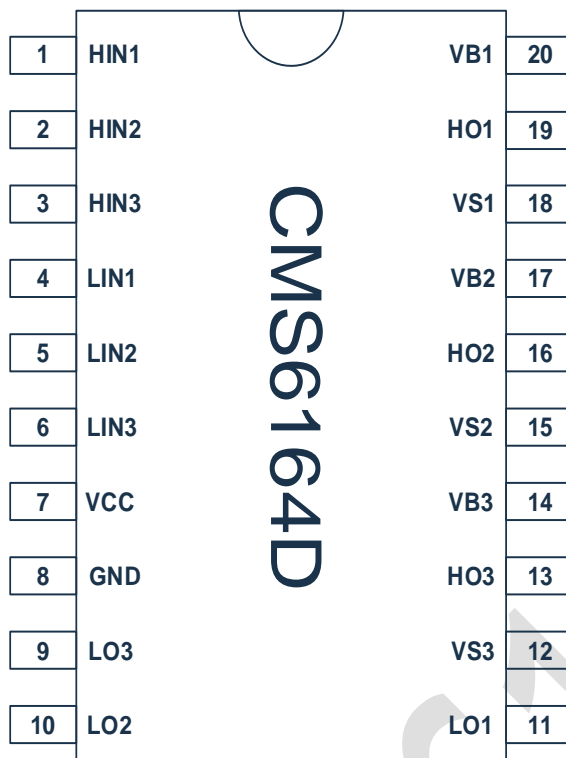 1 HIN1 VB1 20
2 HIN2 HO1 19
3 HIN3 VS1 18
4 LIN1 VB2 17
5 LIN2 HO2 16
6 LIN3 VS2 15
7 VCC VB3 14
8 GND HO3 13
9 LO3 VS3 12
10 LO2 LO1 11
CMS6164D